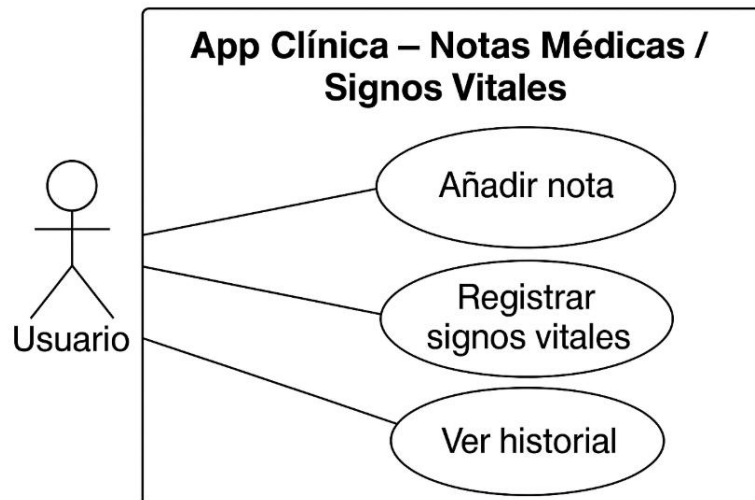 App Clínica – Notas Médicas /
Signos Vitales
Añadir nota
Registrar
signos vitales
Usuario
Ver historial